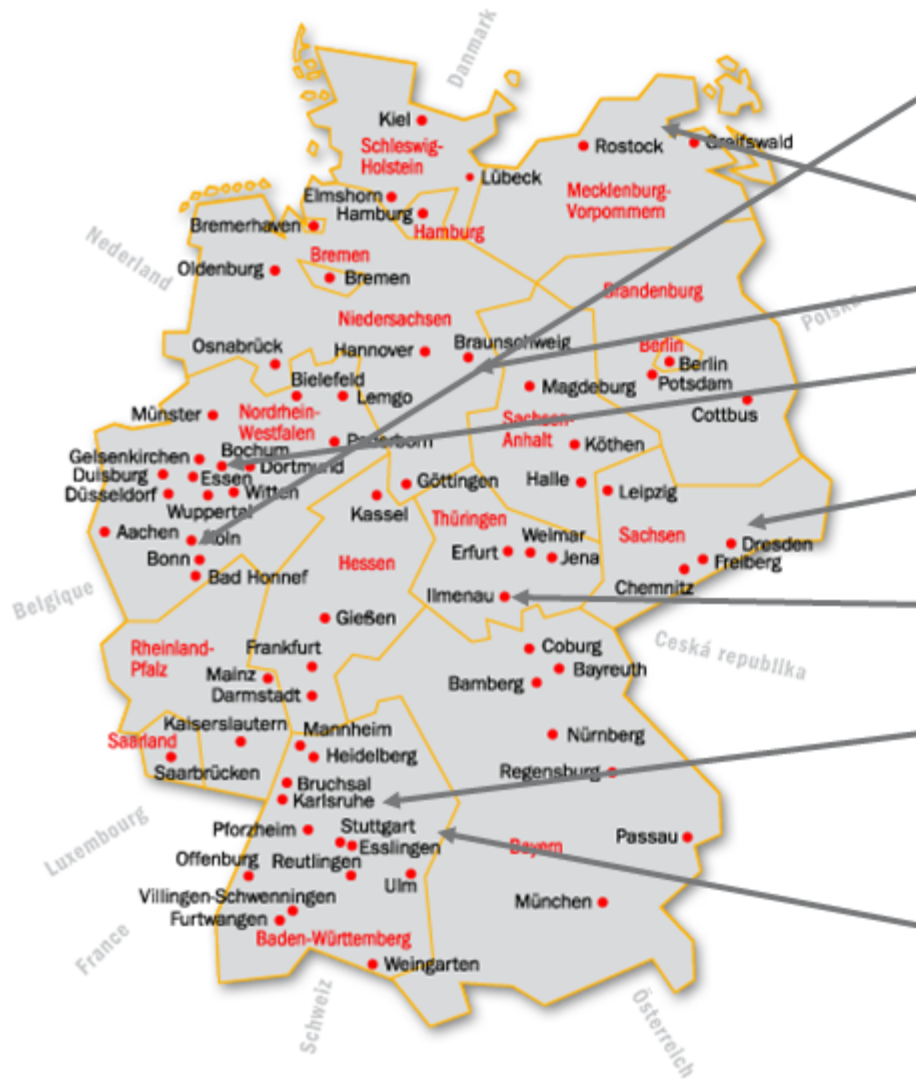 Danmark
Kiel
Schleswig-
Holstein
Rostock
Greifswald
Lübeck
Elmshorn
Mecklenburg-
Vorpommern
Hamburg
Hamburg
Bremerhaven
Nederland
Bremen
Oldenburg
Bremen
Brandenburg
Polska
Niedersachsen
Osnabrück
Hannover
Braunschweig
Berlin
Berlin
Potsdam
Bielefeld
Lemgo
Magdeburg
Cottbus
Münster
Nordrhein-
Westfalen
Sachsen-
Anhalt
Paderborn
Köthen
Gelsenkirchen
Bochum
Dortmund
Duisburg
Essen
Göttingen
Halle
Leipzig
Düsseldorf
Witten
Wuppertal
Kassel
Thüringen
Aachen
Köln
Weimar
Sachsen
Dresden
Erfurt
Jena
Freiberg
Bonn
Hessen
Chemnitz
Bad Honnef
Belgique
Ilmenau
Gießen
Rheinland-
Pfalz
Frankfurt
Coburg
Ceská republika
Mainz
Bayreuth
Bamberg
Darmstadt
Kaiserslautern
Mannheim
Saarland
Nürnberg
Heidelberg
Saarbrücken
Regensburg
Bruchsal
Karlsruhe
Luxembourg
Pforzheim
Stuttgart
Esslingen
Passau
Bayern
Offenburg
Reutlingen
Ulm
Villingen-Schwenningen
München
Furtwangen
France
Baden-Württemberg
Weingarten
Schweiz
Österreich